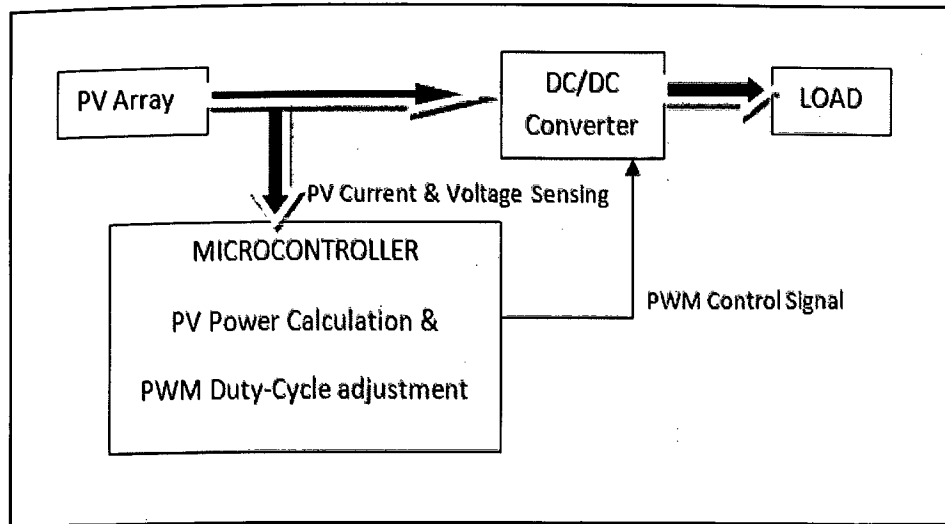 PV Array
DC/DC
Converter
LOAD
PV Current & Voltage Sensing
MICROCONTROLLER
PV Power Calculation &
PWM Duty-Cycle adjustment
PWM Control Signal